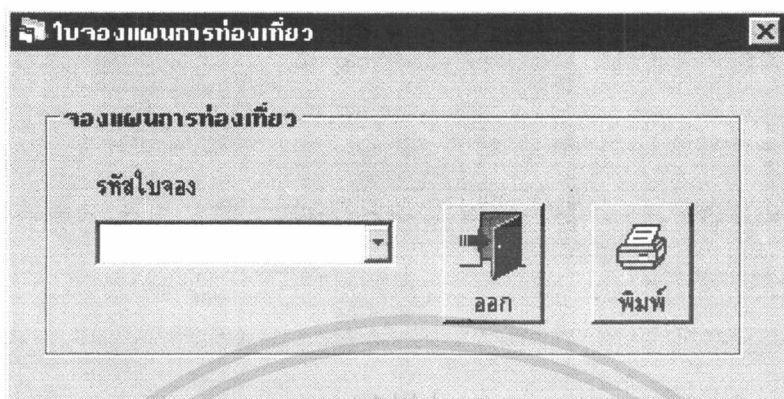 ใบจองแผนการท่องเที่ยว
จองแผนการท่องเที่ยว
รหัสใบจอง
ออก
พิมพ์